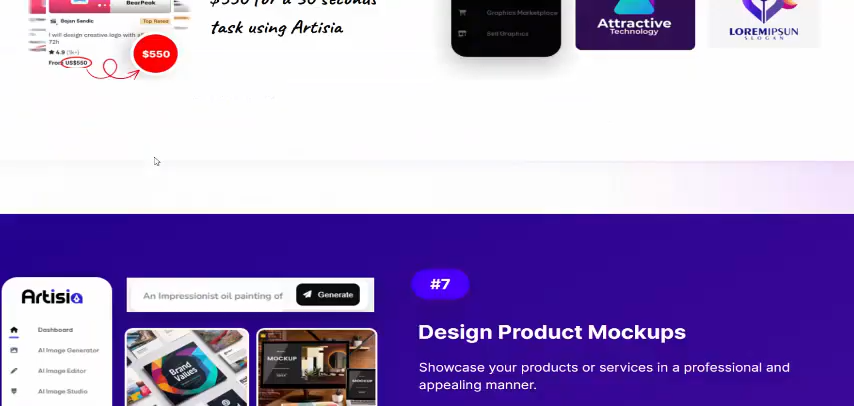 BearPeak
Top Rated
I will design creative logo with
72h
4.9
From US$550
$550
$550 for a 30 seconds
task using Artisia
Graphics Marketplace
Sell Graphics
Attractive
Technology
LOREMIPSUN
SLOGAN
#7
Artisia
An Impressionist oil painting of
Generate
Dashboard
AI Image Generator
AI Image Editor
AI Image Studio
Brand
Values
MOCKUP
Design Product Mockups
Showcase your products or services in a professional and
appealing manner.